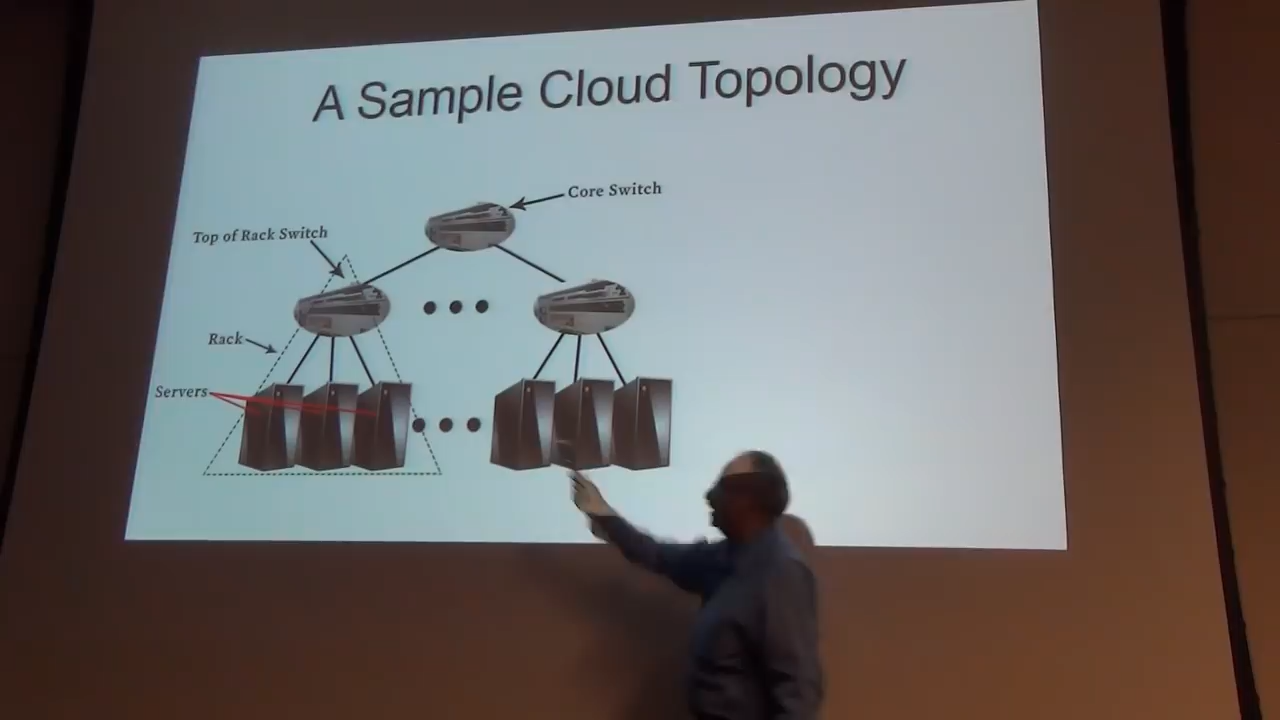 A Sample Cloud Topology
Core Switch
Top of Rack Switch
Rack
Servers